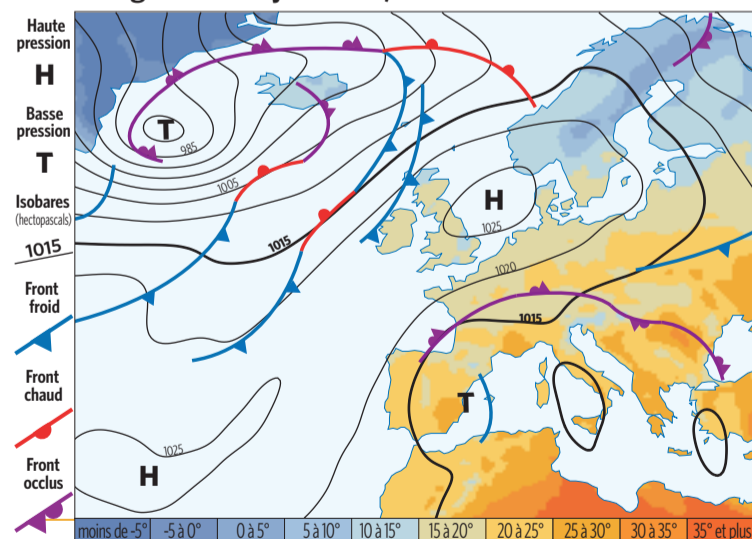 Haute
pression
H
Basse
pression
T
Isobares
(hectopascals)
1015
Front
froid
Front
chaud
Front
occlus
T
985
1005
1015
H
1025
1020
1015
T
1025
H
moins de -5° -5 à 0° 0 à 5° 5 à 10° 10 à 15° 15 à 20° 20 à 25° 25 à 30° 30 à 35° 35° et plus